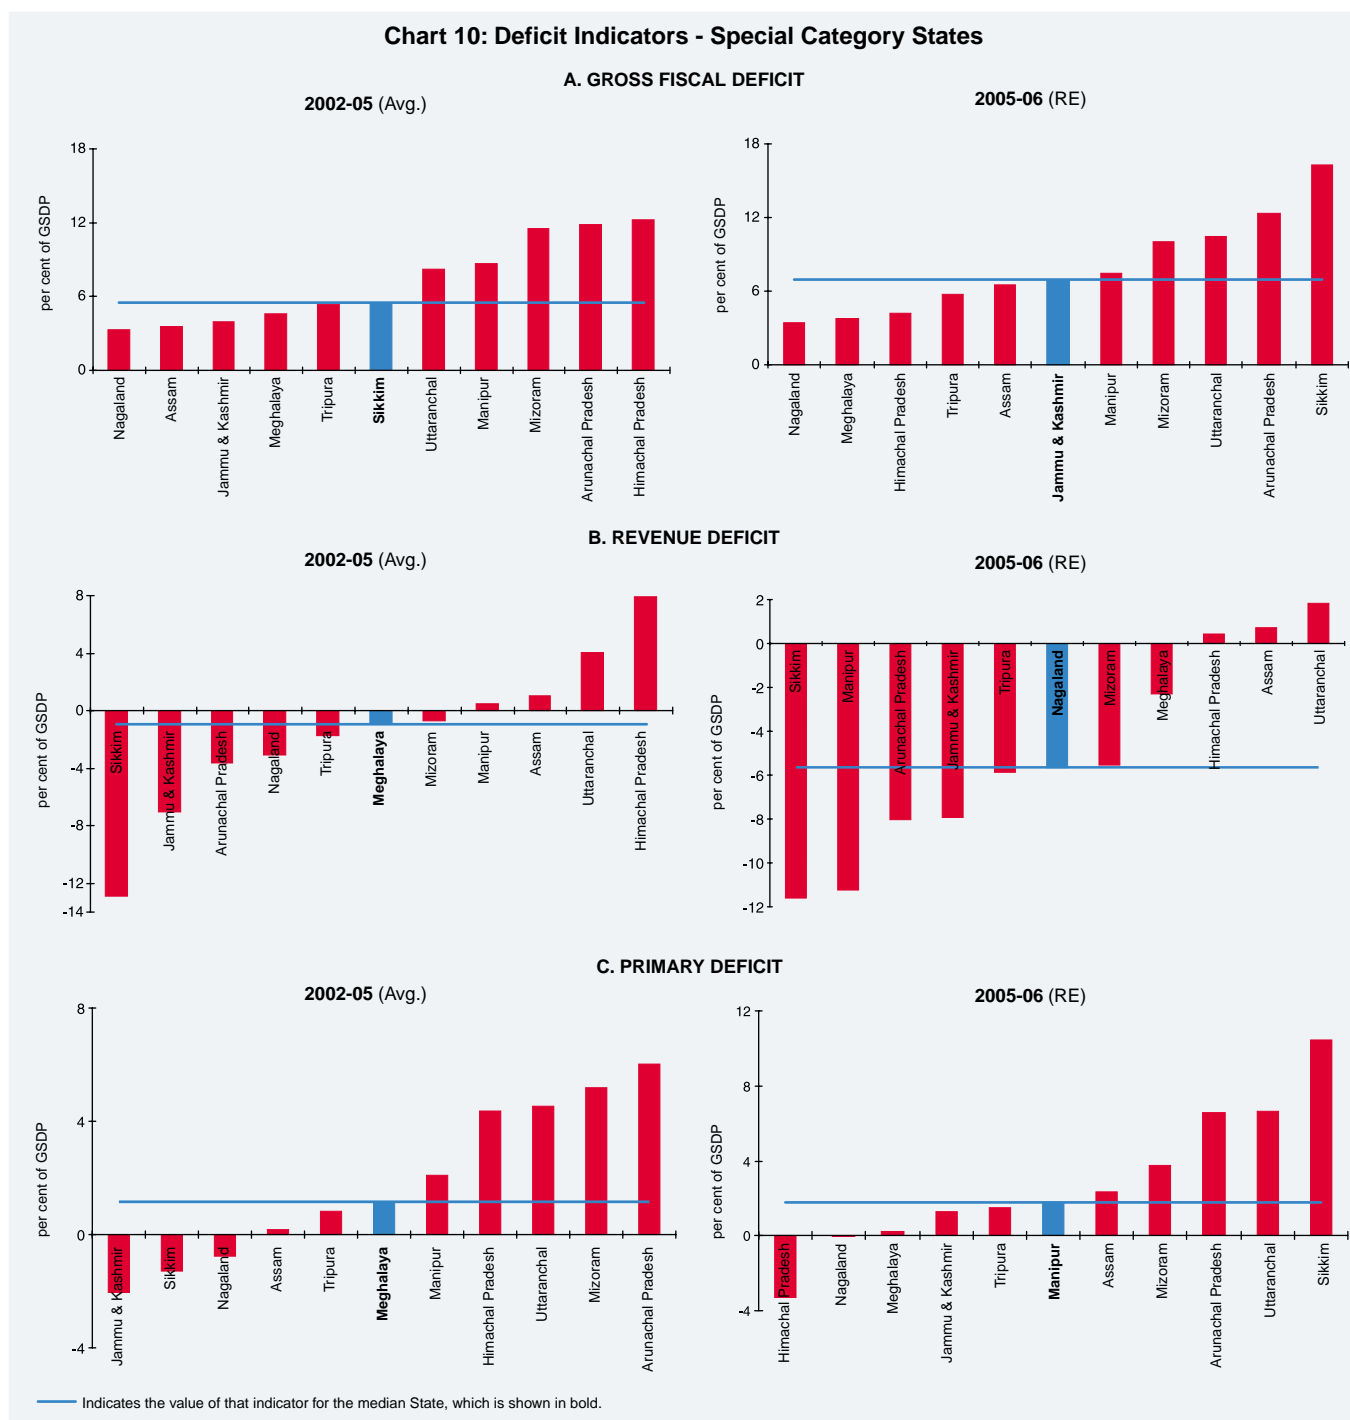 Chart 10: Deficit Indicators - Special Category States
A. GROSS FISCAL DEFICIT
2002-05 (Avg.)
per cent of GSDP
18
12
6
0
Nagaland
Assam
Jammu & Kashmir
Meghalaya
Tripura
Sikkim
Uttaranchal
Manipur
Mizoram
Arunachal Pradesh
Himachal Pradesh
2005-06 (RE)
per cent of GSDP
18
12
6
0
Nagaland
Meghalaya
Himachal Pradesh
Tripura
Assam
Jammu & Kashmir
Manipur
Mizoram
Uttaranchal
Arunachal Pradesh
Sikkim
B. REVENUE DEFICIT
2002-05 (Avg.)
per cent of GSDP
8
4
0
-4
-8
-12
-14
Sikkim
Jammu & Kashmir
Arunachal Pradesh
Nagaland
Tripura
Meghalaya
Mizoram
Manipur
Assam
Uttaranchal
Himachal Pradesh
2005-06 (RE)
per cent of GSDP
2
0
-2
-4
-6
-8
-10
-12
Sikkim
Manipur
Arunachal Pradesh
Jammu & Kashmir
Tripura
Nagaland
Mizoram
Meghalaya
Himachal Pradesh
Assam
Uttaranchal
C. PRIMARY DEFICIT
2002-05 (Avg.)
per cent of GSDP
8
4
0
-4
Jammu & Kashmir
Sikkim
Nagaland
Assam
Tripura
Meghalaya
Manipur
Himachal Pradesh
Uttaranchal
Mizoram
Arunachal Pradesh
2005-06 (RE)
per cent of GSDP
12
8
4
0
-4
Himachal Pradesh
Nagaland
Meghalaya
Jammu & Kashmir
Tripura
Manipur
Assam
Mizoram
Arunachal Pradesh
Uttaranchal
Sikkim
Indicates the value of that indicator for the median State, which is shown in bold.